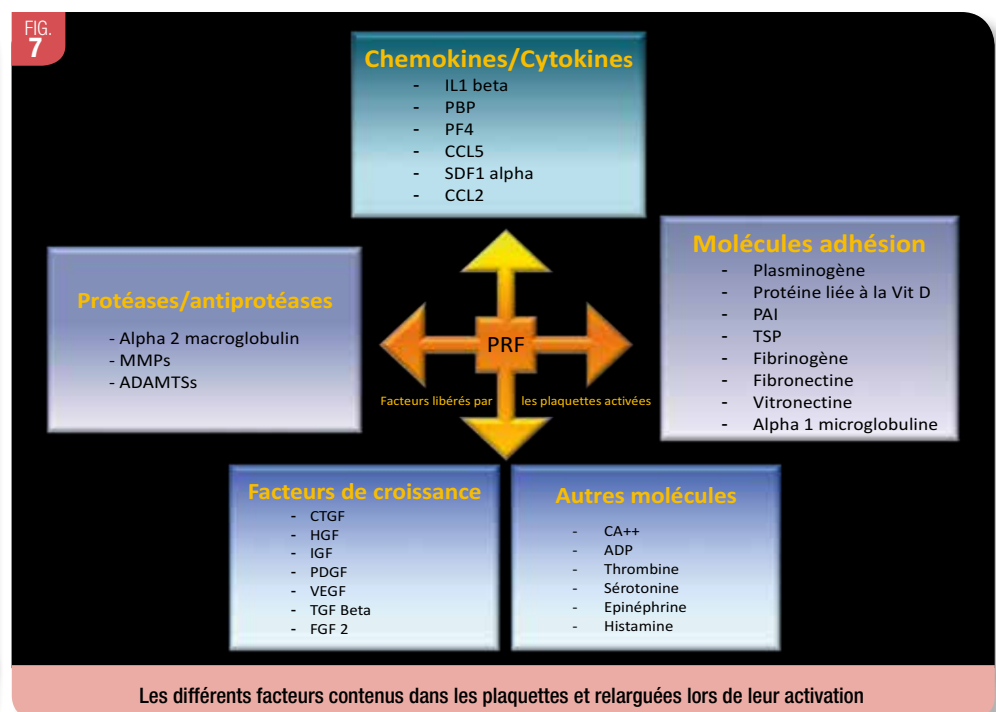 FIG.
7
Chemokines/Cytokines
- IL1 beta
- PBP
- PF4
- CCL5
- SDF1 alpha
- CCL2
Protéases/antiprotéases
- Alpha 2 macroglobulin
- MMPs
- ADAMTSs
PRF
Facteurs libérés par les plaquettes activées
Molécules adhésion
- Plasminogène
- Protéine liée à la Vit D
- PAI
- TSP
- Fibrinogène
- Fibronectine
- Vitronectine
- Alpha 1 microglobuline
Facteurs de croissance
- CTGF
- HGF
- IGF
- PDGF
- VEGF
- TGF Beta
- FGF 2
Autres molécules
- CA++
- ADP
- Thrombine
- Sérotonine
- Epinéphrine
- Histamine
Les différents facteurs contenus dans les plaquettes et relarguées lors de leur activation